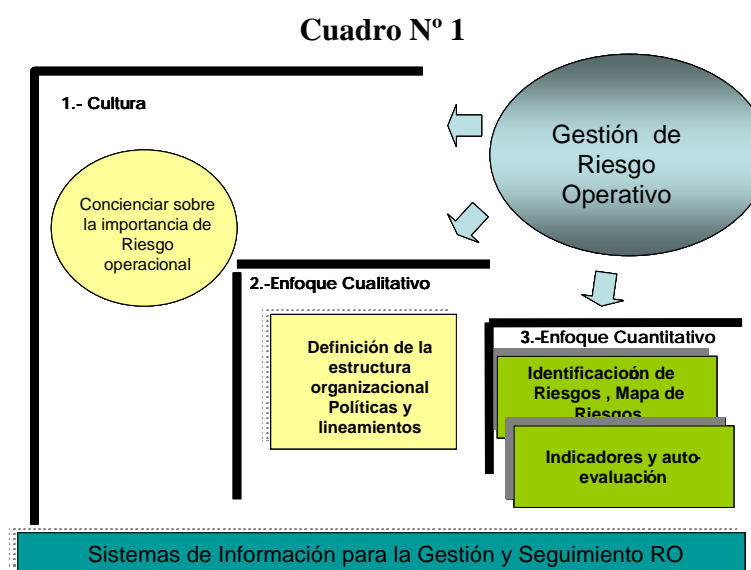 Cuadro Nº 1
1.- Cultura
Gestión de
Riesgo
Operativo
Concienciar sobre
la importancia de
Riesgo
operacional
2.-Enfoque Cualitativo
Definición de la
estructura
organizacional
Políticas y
lineamientos
3.-Enfoque Cuantitativo
Identificación de
Riesgos , Mapa de
Riesgos
Indicadores y auto-
evaluación
Sistemas de Información para la Gestión y Seguimiento RO